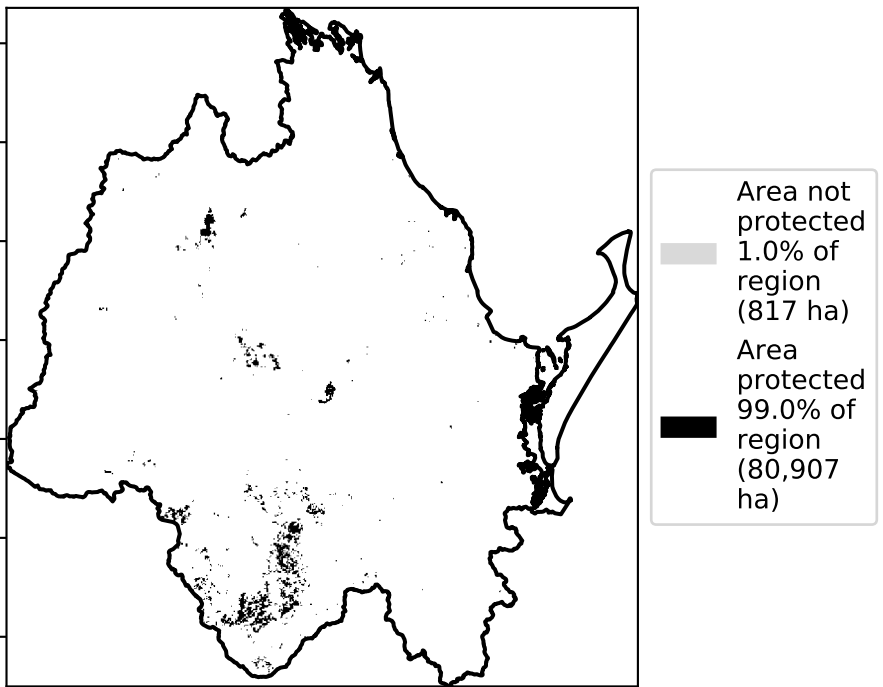 Area not
protected
1.0% of
region
(817 ha)
Area
protected
99.0% of
region
(80,907
ha)